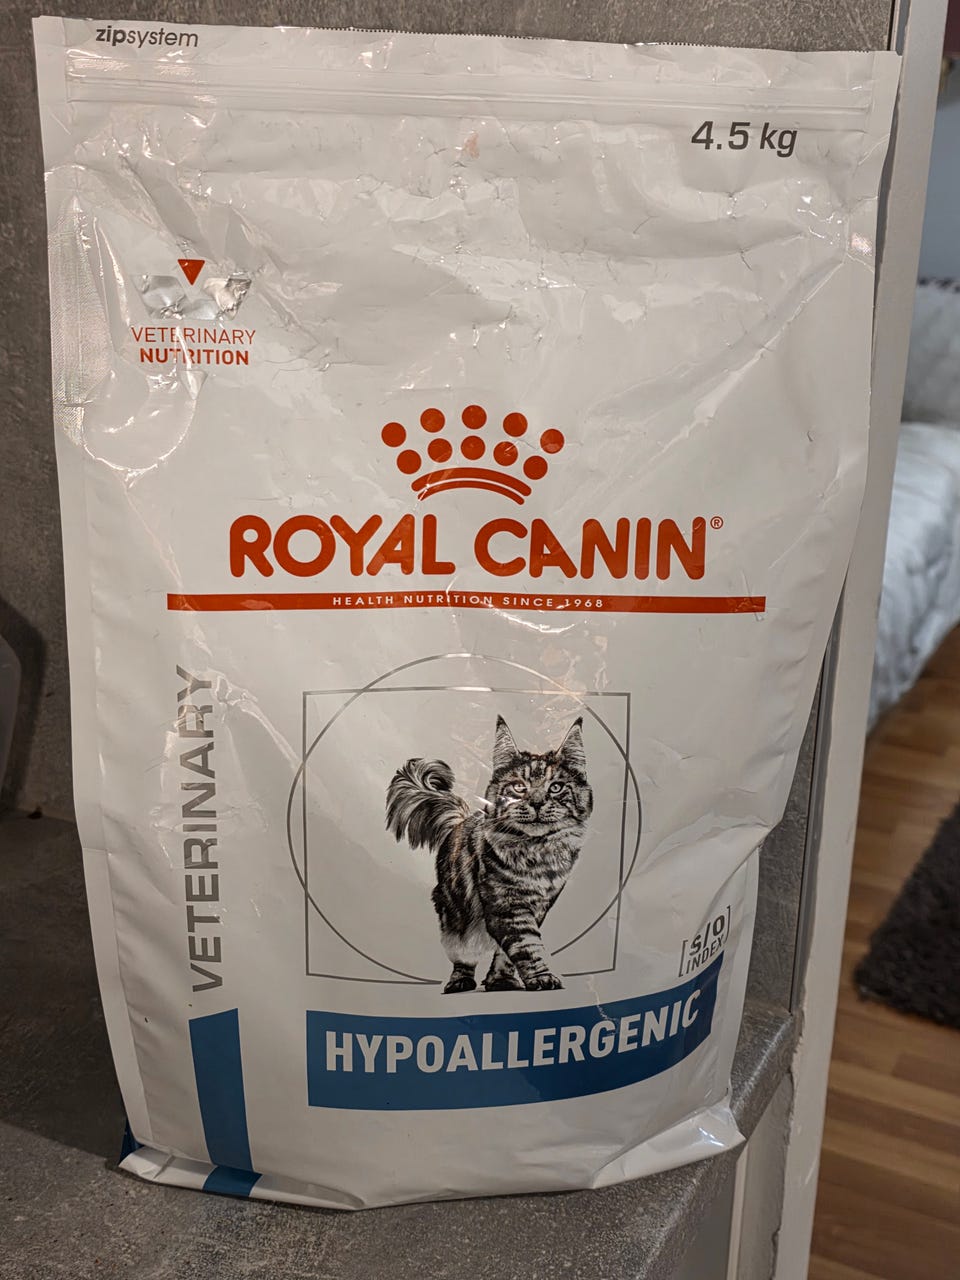 zipsystem
4.5 kg
VETERINARY
NUTRITION
ROYAL CANIN®
HEALTH NUTRITION SINCE 1968
VETERINARY
[S/O
INDEX]
HYPOALLERGENIC